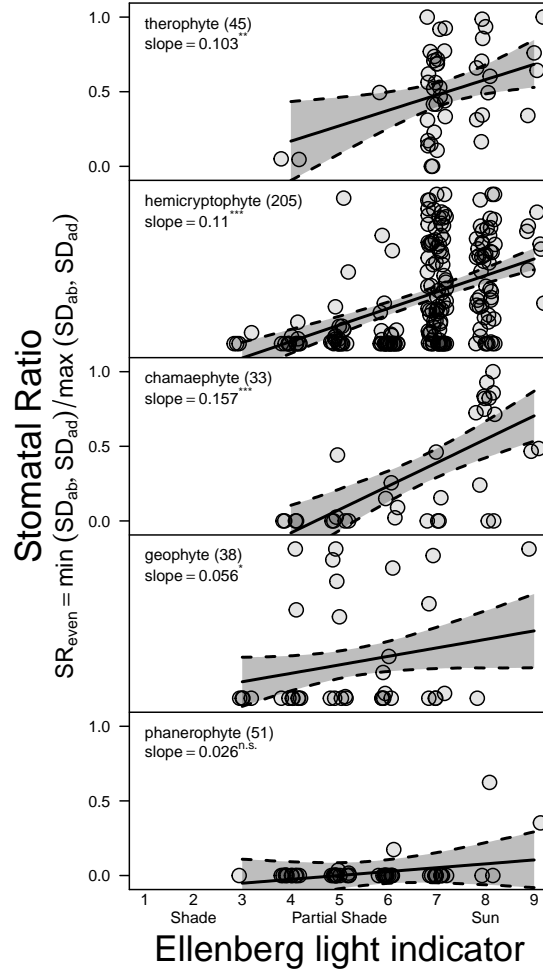 therophyte (45)
slope = 0.103**
1.0
0.5
0.0
hemicryptophyte (205)
slope = 0.11***
chamaephyte (33)
slope = 0.157***
1.0
0.5
0.0
geophyte (38)
slope = 0.056*
phanerophyte (51)
slope = 0.026n.s.
1.0
0.5
0.0
Stomatal Ratio
SReven = min (SDab, SDad) / max (SDab, SDad)
1 2 3 4 5 6 7 8 9
Shade Partial Shade Sun
Ellenberg light indicator